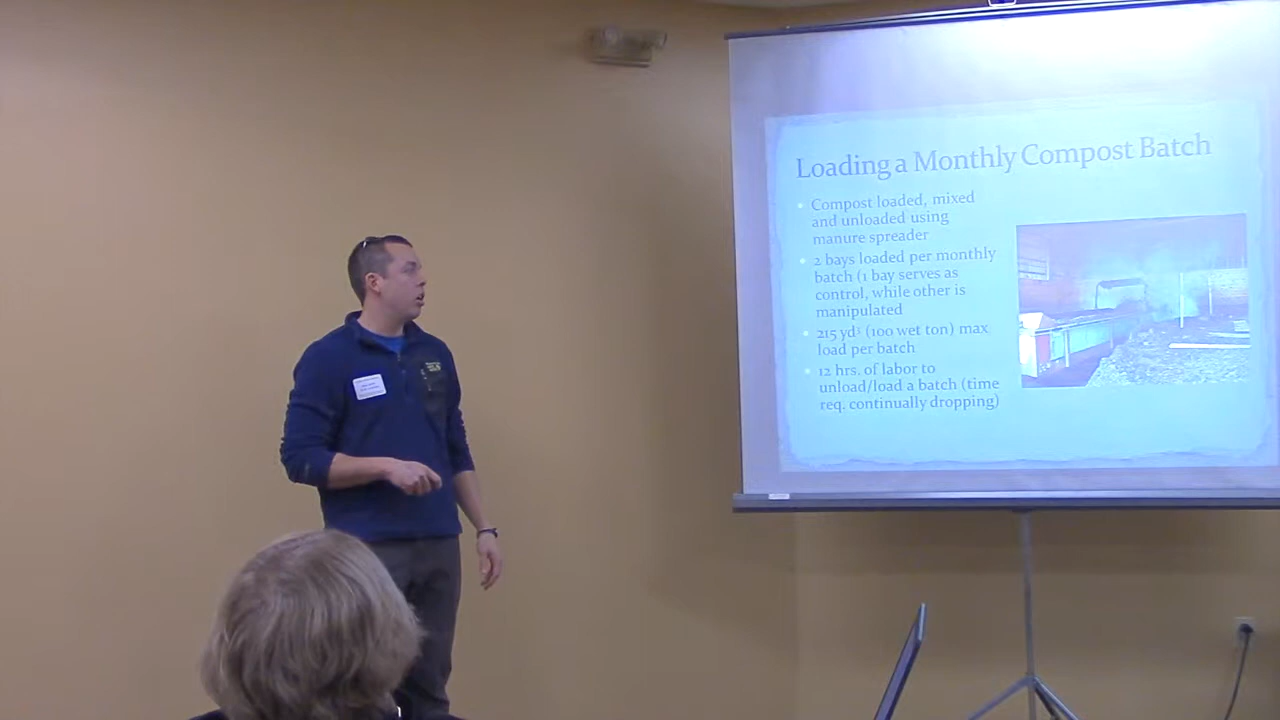 Loading a Monthly Compost Batch
• Compost loaded, mixed
and unloaded using
manure spreader
• 2 bays loaded per monthly
batch (1 bay serves as
control, while other is
manipulated
• 215 yd³ (100 wet ton) max
load per batch
• 12 hrs. of labor to
unload/load a batch (time
req. continually dropping)